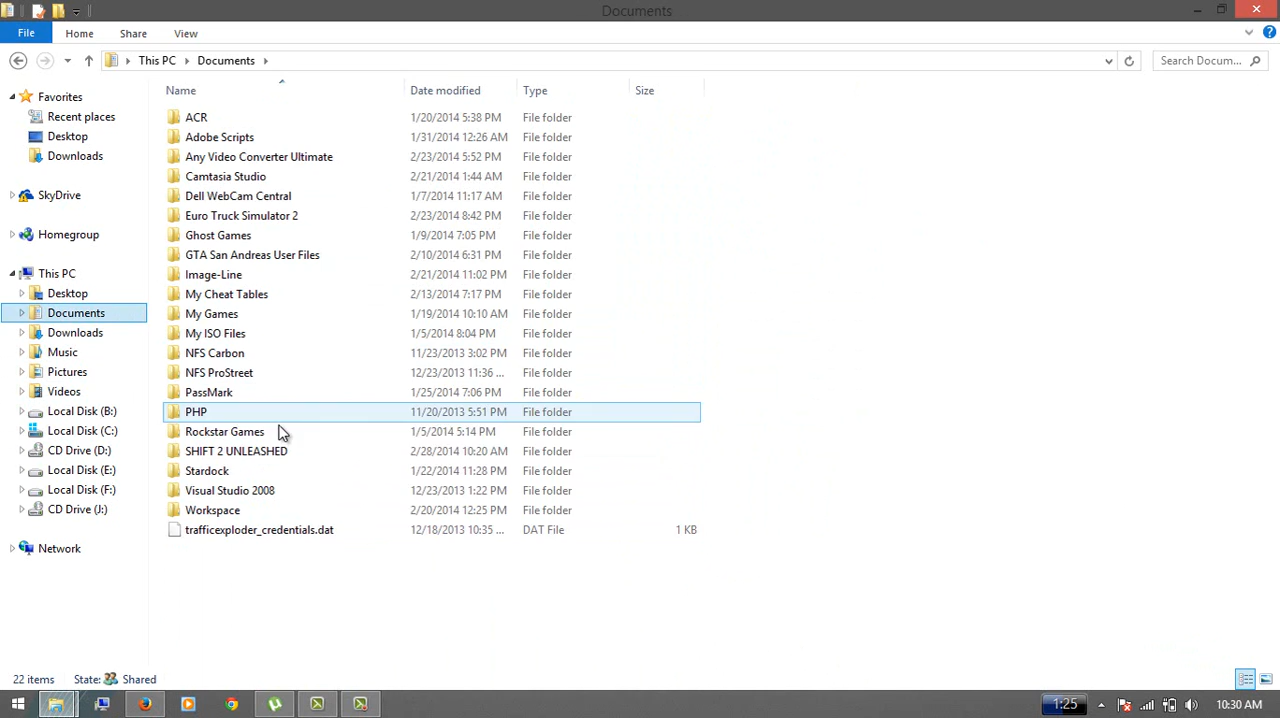 Documents
File Home Share View
This PC Documents Search Docum...
Name Date modified Type Size
Favorites
Recent places
Desktop
Downloads
SkyDrive
Homegroup
This PC
Desktop
Documents
Downloads
Music
Pictures
Videos
Local Disk (B:)
Local Disk (C:)
CD Drive (D:)
Local Disk (E:)
Local Disk (F:)
CD Drive (J:)
Network
ACR 1/20/2014 5:38 PM File folder
Adobe Scripts 1/31/2014 12:26 AM File folder
Any Video Converter Ultimate 2/23/2014 5:52 PM File folder
Camtasia Studio 2/21/2014 1:44 AM File folder
Dell WebCam Central 1/7/2014 11:17 AM File folder
Euro Truck Simulator 2 2/23/2014 8:42 PM File folder
Ghost Games 1/9/2014 7:05 PM File folder
GTA San Andreas User Files 2/10/2014 6:31 PM File folder
Image-Line 2/21/2014 11:02 PM File folder
My Cheat Tables 2/13/2014 7:17 PM File folder
My Games 1/19/2014 10:10 AM File folder
My ISO Files 1/5/2014 8:04 PM File folder
NFS Carbon 11/23/2013 3:02 PM File folder
NFS ProStreet 12/23/2013 11:36 ... File folder
PassMark 1/25/2014 7:06 PM File folder
PHP 11/20/2013 5:51 PM File folder
Rockstar Games 1/5/2014 5:14 PM File folder
SHIFT 2 UNLEASHED 2/28/2014 10:20 AM File folder
Stardock 1/22/2014 11:28 PM File folder
Visual Studio 2008 12/23/2013 1:22 PM File folder
Workspace 2/20/2014 12:25 PM File folder
trafficexploder_credentials.dat 12/18/2013 10:35 ... DAT File 1 KB
22 items State: Shared
1:25 10:30 AM